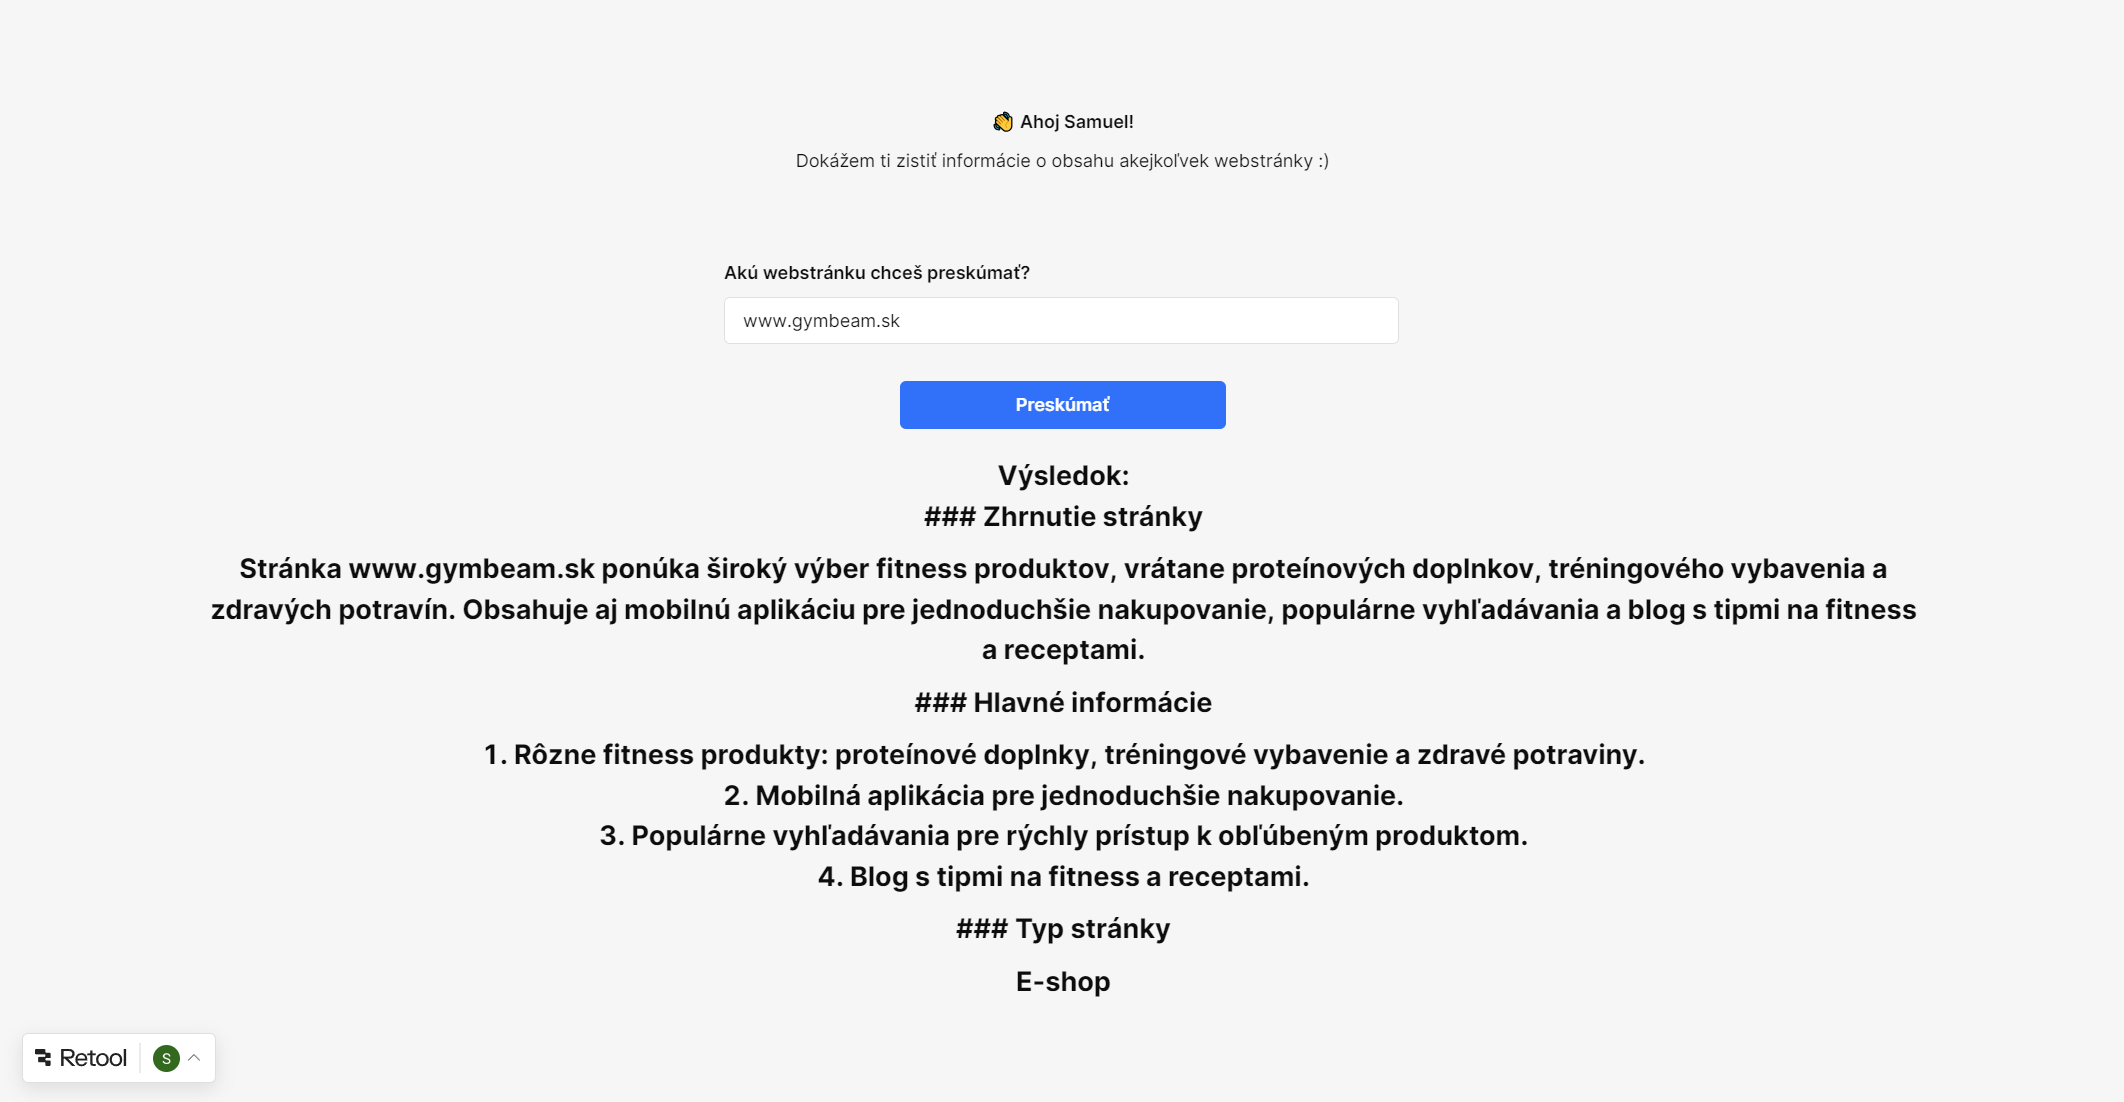 👋 Ahoj Samuel!
Dokážem ti zistiť informácie o obsahu akejkoľvek webstránky :)
Akú webstránku chceš preskúmať?
www.gymbeam.sk
Preskúmať
Výsledok:
### Zhrnutie stránky
Stránka www.gymbeam.sk ponúka široký výber fitness produktov, vrátane proteínových doplnkov, tréningového vybavenia a
zdravých potravín. Obsahuje aj mobilnú aplikáciu pre jednoduchšie nakupovanie, populárne vyhľadávania a blog s tipmi na fitness
a receptami.
### Hlavné informácie
1. Rôzne fitness produkty: proteínové doplnky, tréningové vybavenie a zdravé potraviny.
2. Mobilná aplikácia pre jednoduchšie nakupovanie.
3. Populárne vyhľadávania pre rýchly prístup k obľúbeným produktom.
4. Blog s tipmi na fitness a receptami.
### Typ stránky
E-shop
Retool S